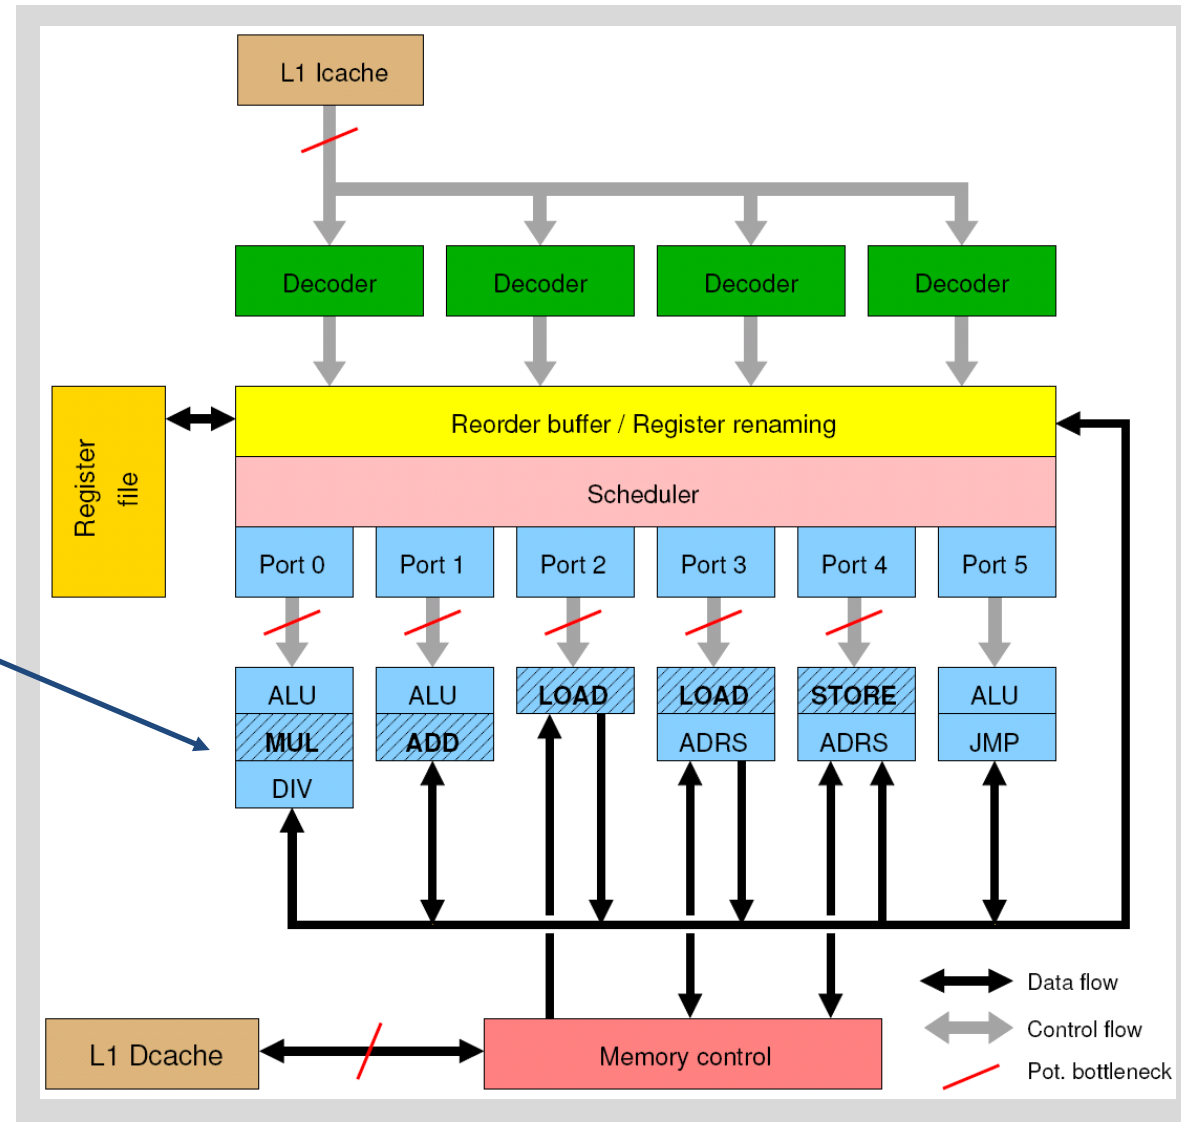 L1 Icache
Decoder
Decoder
Decoder
Decoder
Register
file
Reorder buffer / Register renaming
Scheduler
Port 0
Port 1
Port 2
Port 3
Port 4
Port 5
ALU
MUL
DIV
ALU
ADD
LOAD
LOAD
ADRS
STORE
ADRS
ALU
JMP
L1 Dcache
Memory control
Data flow
Control flow
Pot. bottleneck